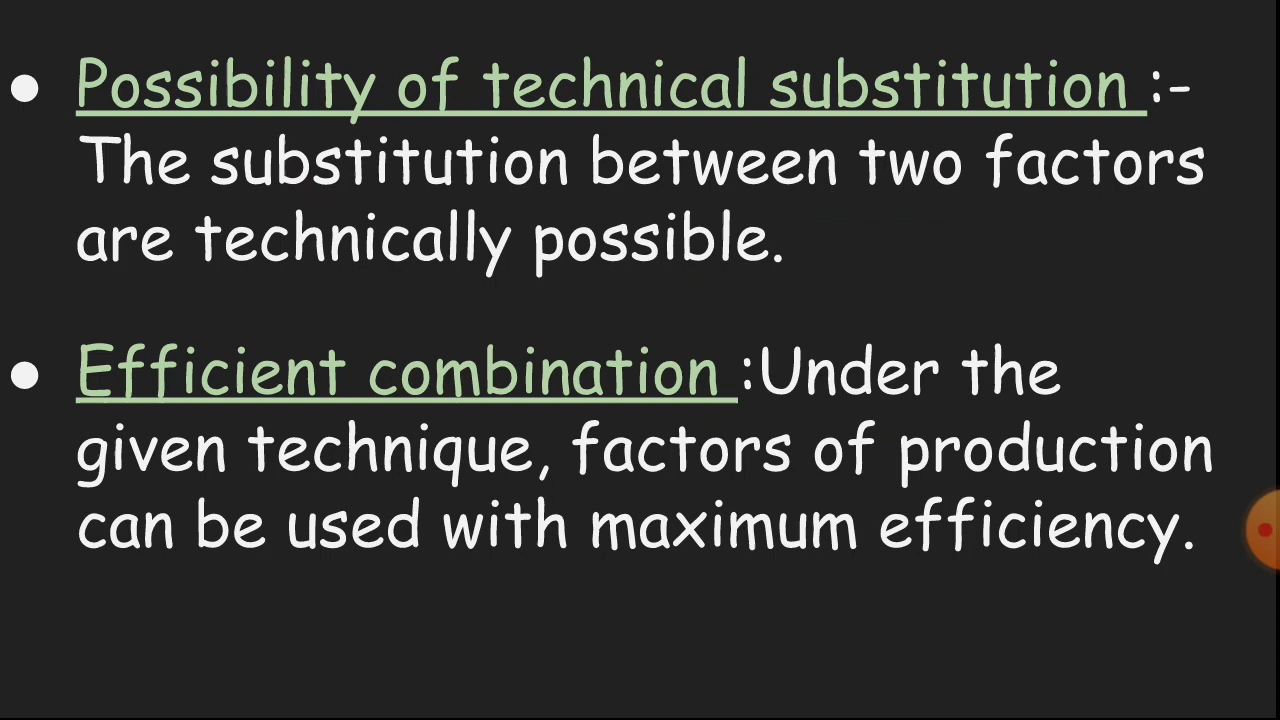 ● Possibility of technical substitution :-
The substitution between two factors
are technically possible.
● Efficient combination :Under the
given technique, factors of production
can be used with maximum efficiency.